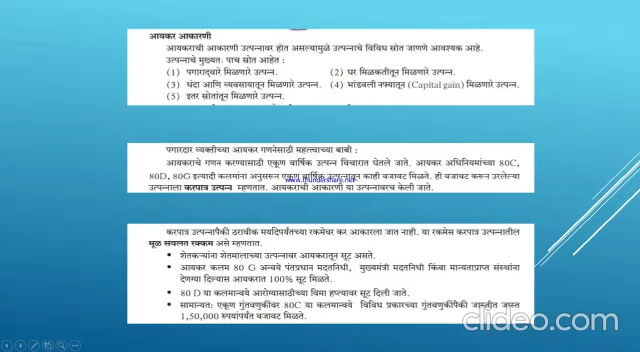 आयकर आकारणी
आयकराची आकारणी उत्पन्नावर होत असल्यामुळे उत्पन्नाचे विविध स्रोत जाणणे आवश्यक आहे.
उत्पन्नाचे मुख्यतः पाच स्रोत आहेत :
(1) पगाराद्वारे मिळणारे उत्पन्न. (2) घर मिळकतीतून मिळणारे उत्पन्न.
(3) धंदा आणि व्यवसायातून मिळणारे उत्पन्न. (4) भांडवली नफ्यातून (Capital gain) मिळणारे उत्पन्न.
(5) इतर स्रोतांतून मिळणारे उत्पन्न.
पगारदार व्यक्तीच्या आयकर गणनेसाठी महत्त्वाच्या बाबी :
आयकराचे गणन करण्यासाठी एकूण वार्षिक उत्पन्न विचारात घेतले जाते. आयकर अधिनियमांच्या 80C,
80D, 80G इत्यादी कलमांना अनुसरून एकूण वार्षिक उत्पन्नातून काही वजावट मिळते. ही वजावट करून उरलेल्या
www.thundershare.net
उत्पन्नाला करपात्र उत्पन्न म्हणतात. आयकराची आकारणी या उत्पन्नावरच केली जाते.
करपात्र उत्पन्नापैकी ठराविक मर्यादेपर्यंतच्या रकमेवर कर आकारला जात नाही. या रकमेस करपात्र उत्पन्नातील
मूळ सवलत रक्कम असे म्हणतात.
• शेतकऱ्यांना शेतमालाच्या उत्पन्नावर आयकरातून सूट असते.
• आयकर कलम 80 G अन्वये पंतप्रधान मदतनिधी, मुख्यमंत्री मदतनिधी किंवा मान्यताप्राप्त संस्थांना
देणग्या दिल्यास आयकरात 100% सूट मिळते.
• 80 D या कलमान्वये आरोग्यासाठीच्या विमा हप्त्यावर सूट दिली जाते.
• सामान्यतः एकूण गुंतवणुकींवर 80C या कलमान्वये विविध प्रकारच्या गुंतवणुकींपैकी जास्तीत जास्त
1,50,000 रुपयांपर्यंत वजावट मिळते.
clideo.com